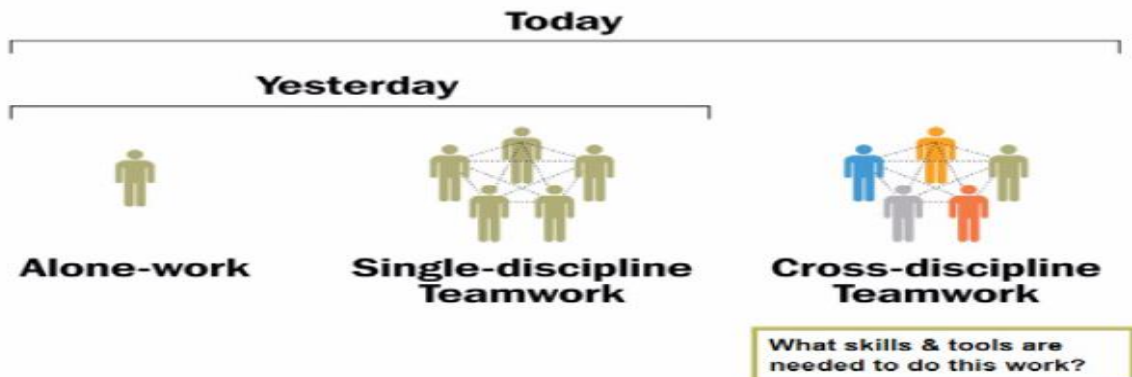 Today
Yesterday
Alone-work
Single-discipline
Teamwork
Cross-discipline
Teamwork
What skills & tools are
needed to do this work?